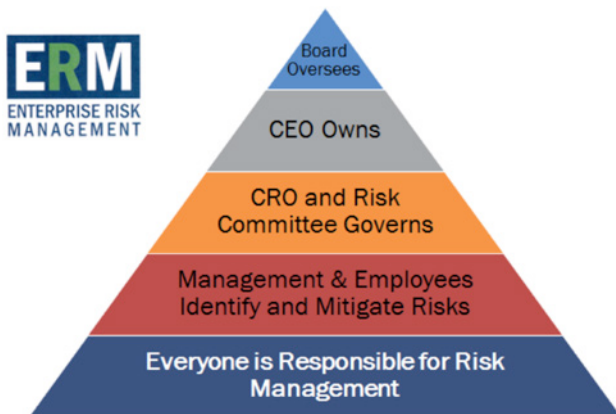 ERM
ENTERPRISE RISK
MANAGEMENT
Board
Oversees
CEO Owns
CRO and Risk
Committee Governs
Management & Employees
Identify and Mitigate Risks
Everyone is Responsible for Risk
Management